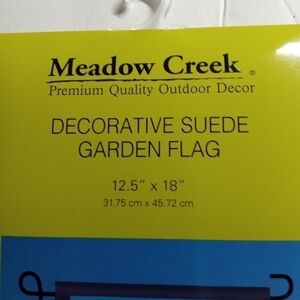 Meadow Creek ®
Premium Quality Outdoor Decor
DECORATIVE SUEDE
GARDEN FLAG
12.5" x 18"
31.75 cm x 45.72 cm